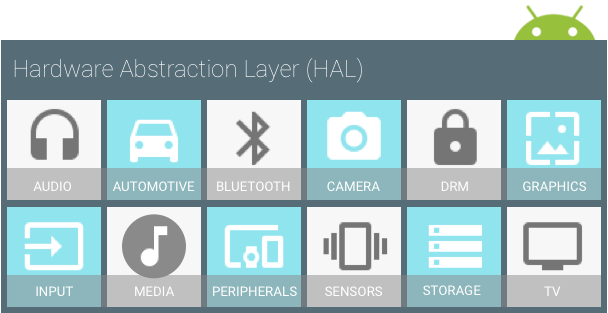 Hardware Abstraction Layer (HAL)
AUDIO AUTOMOTIVE BLUETOOTH CAMERA DRM GRAPHICS
INPUT MEDIA PERIPHERALS SENSORS STORAGE TV